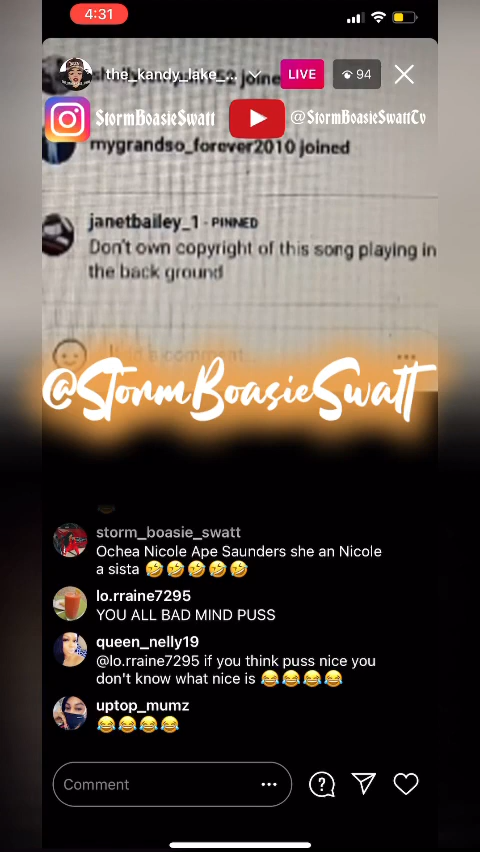 4:31
the_kandy_lake_...
LIVE
94
joined
StormBoasieSwatt
@StormBoasieSwattTv
mygrandso_forever2010 joined
janetbailey_1 · PINNED
Don't own copyright of this song playing in
the back ground
@StormBoasieSwatt
storm_boasie_swatt
Ochea Nicole Ape Saunders she an Nicole
a sista 🤣🤣🤣🤣🤣
lo.rraine7295
YOU ALL BAD MIND PUSS
queen_nelly19
@lo.rraine7295 if you think puss nice you
don't know what nice is 😂😂😂😂
uptop_mumz
😂😂😂😂
Comment